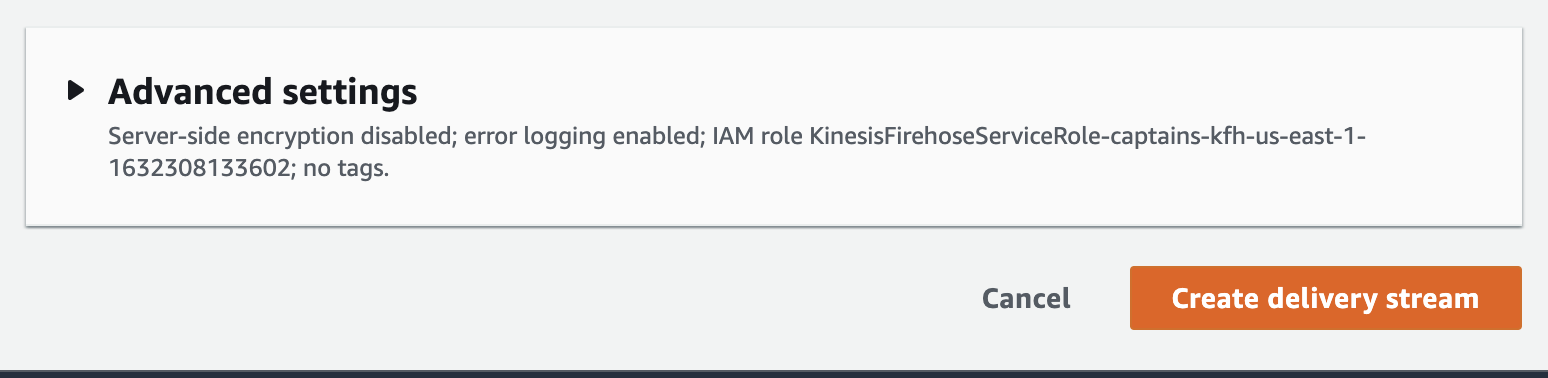 Advanced settings
Server-side encryption disabled; error logging enabled; IAM role KinesisFirehoseServiceRole-captains-kfh-us-east-1-
1632308133602; no tags.
Cancel
Create delivery stream